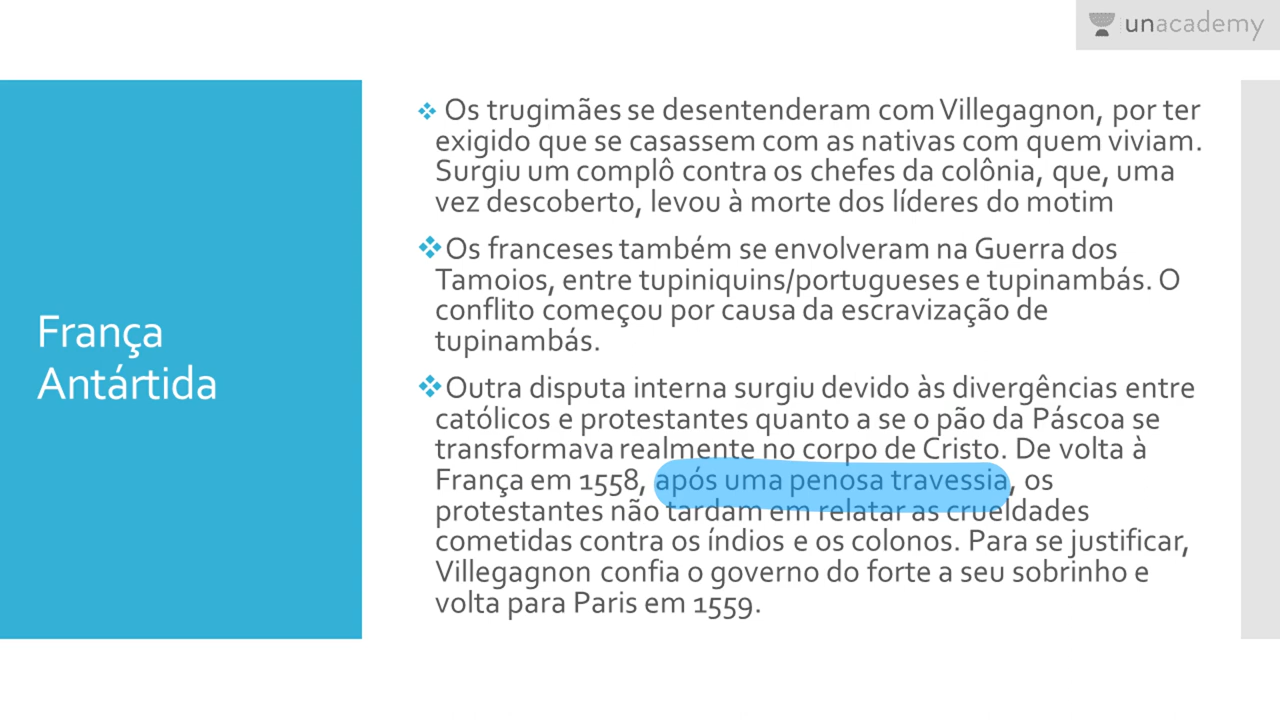 unacademy
França
Antártida
Os trugimães se desentenderam com Villegagnon, por ter
exigido que se casassem com as nativas com quem viviam.
Surgiu um complô contra os chefes da colônia, que, uma
vez descoberto, levou à morte dos líderes do motim
Os franceses também se envolveram na Guerra dos
Tamoios, entre tupiniquins/portugueses e tupinambás. O
conflito começou por causa da escravização de
tupinambás.
Outra disputa interna surgiu devido às divergências entre
católicos e protestantes quanto a se o pão da Páscoa se
transformava realmente no corpo de Cristo. De volta à
França em 1558, após uma penosa travessia, os
protestantes não tardam em relatar as crueldades
cometidas contra os índios e os colonos. Para se justificar,
Villegagnon confia o governo do forte a seu sobrinho e
volta para Paris em 1559.